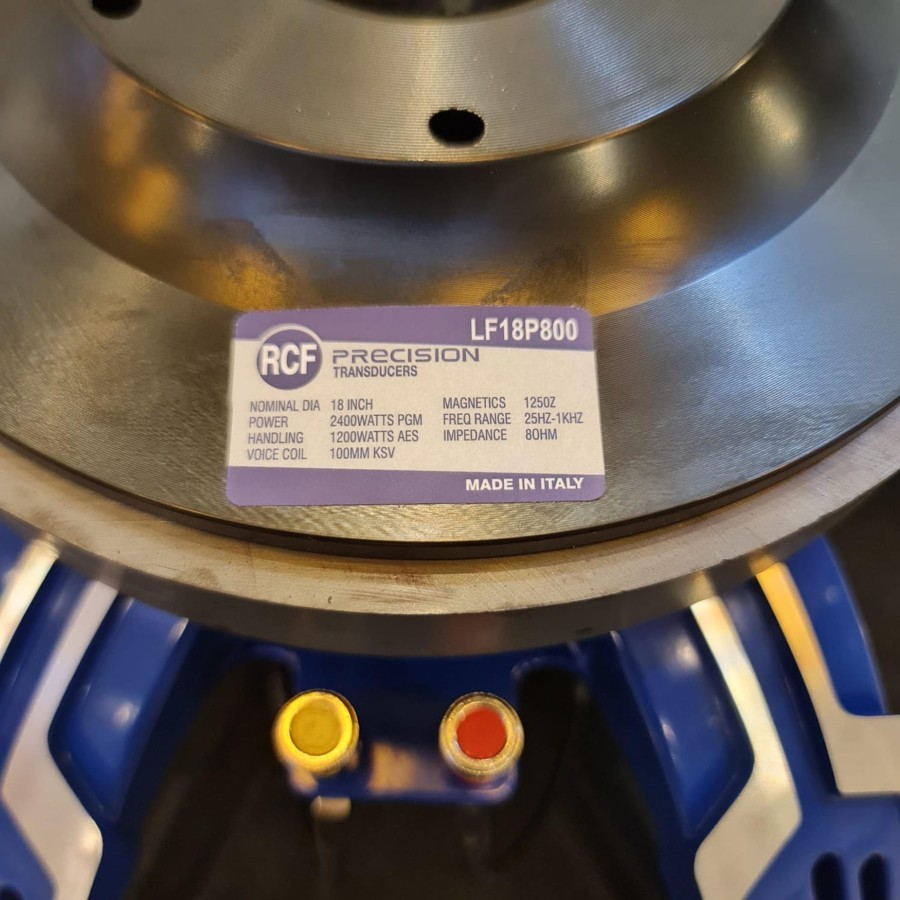 LF18P800
RCF PRECISION
TRANSDUCERS
NOMINAL DIA 18 INCH MAGNETICS 125OZ
POWER 2400WATTS PGM FREQ RANGE 25HZ-1KHZ
HANDLING 1200WATTS AES IMPEDANCE 8OHM
VOICE COIL 100MM KSV
MADE IN ITALY